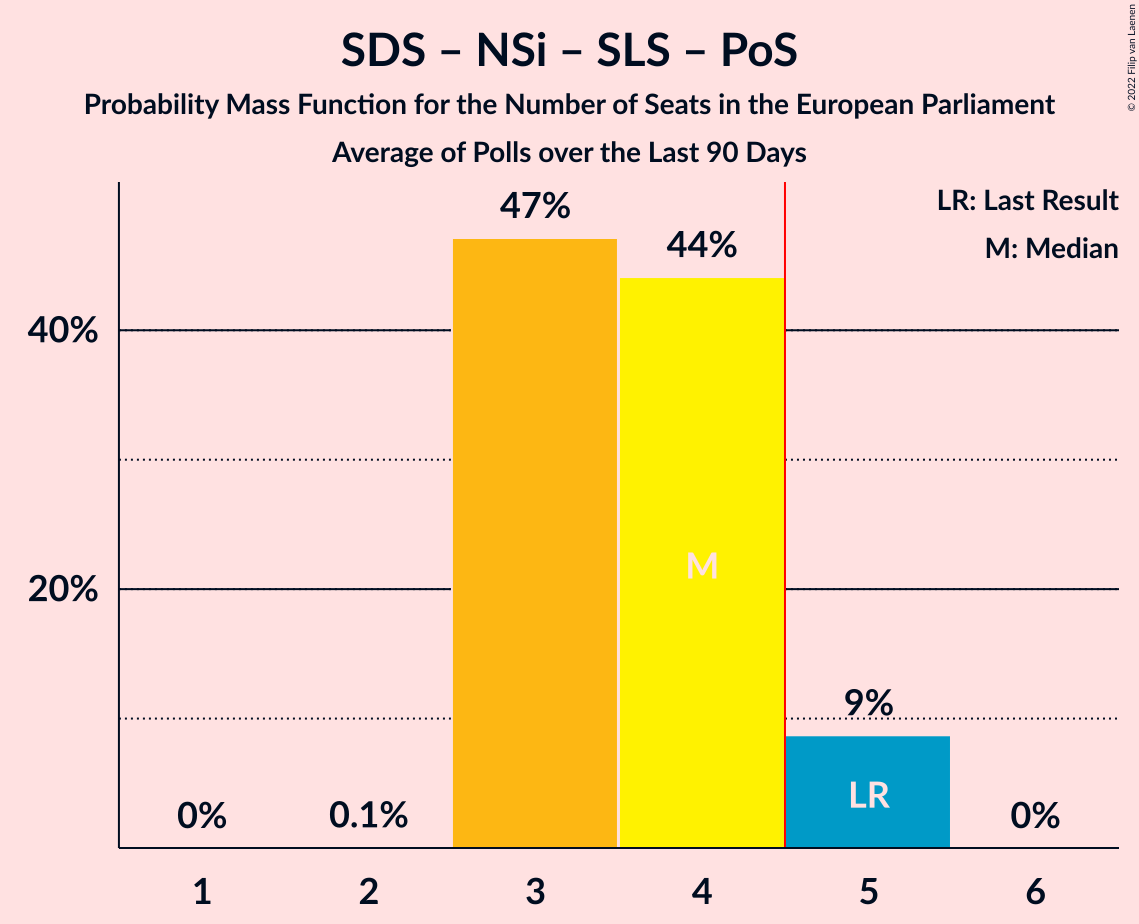 SDS – NSi – SLS – PoS
Probability Mass Function for the Number of Seats in the European Parliament
Average of Polls over the Last 90 Days
© 2022 Filip van Laenen
LR: Last Result
M: Median
47%
44%
40%
M
20%
9%
LR
0%
0.1%
0%
1 2 3 4 5 6